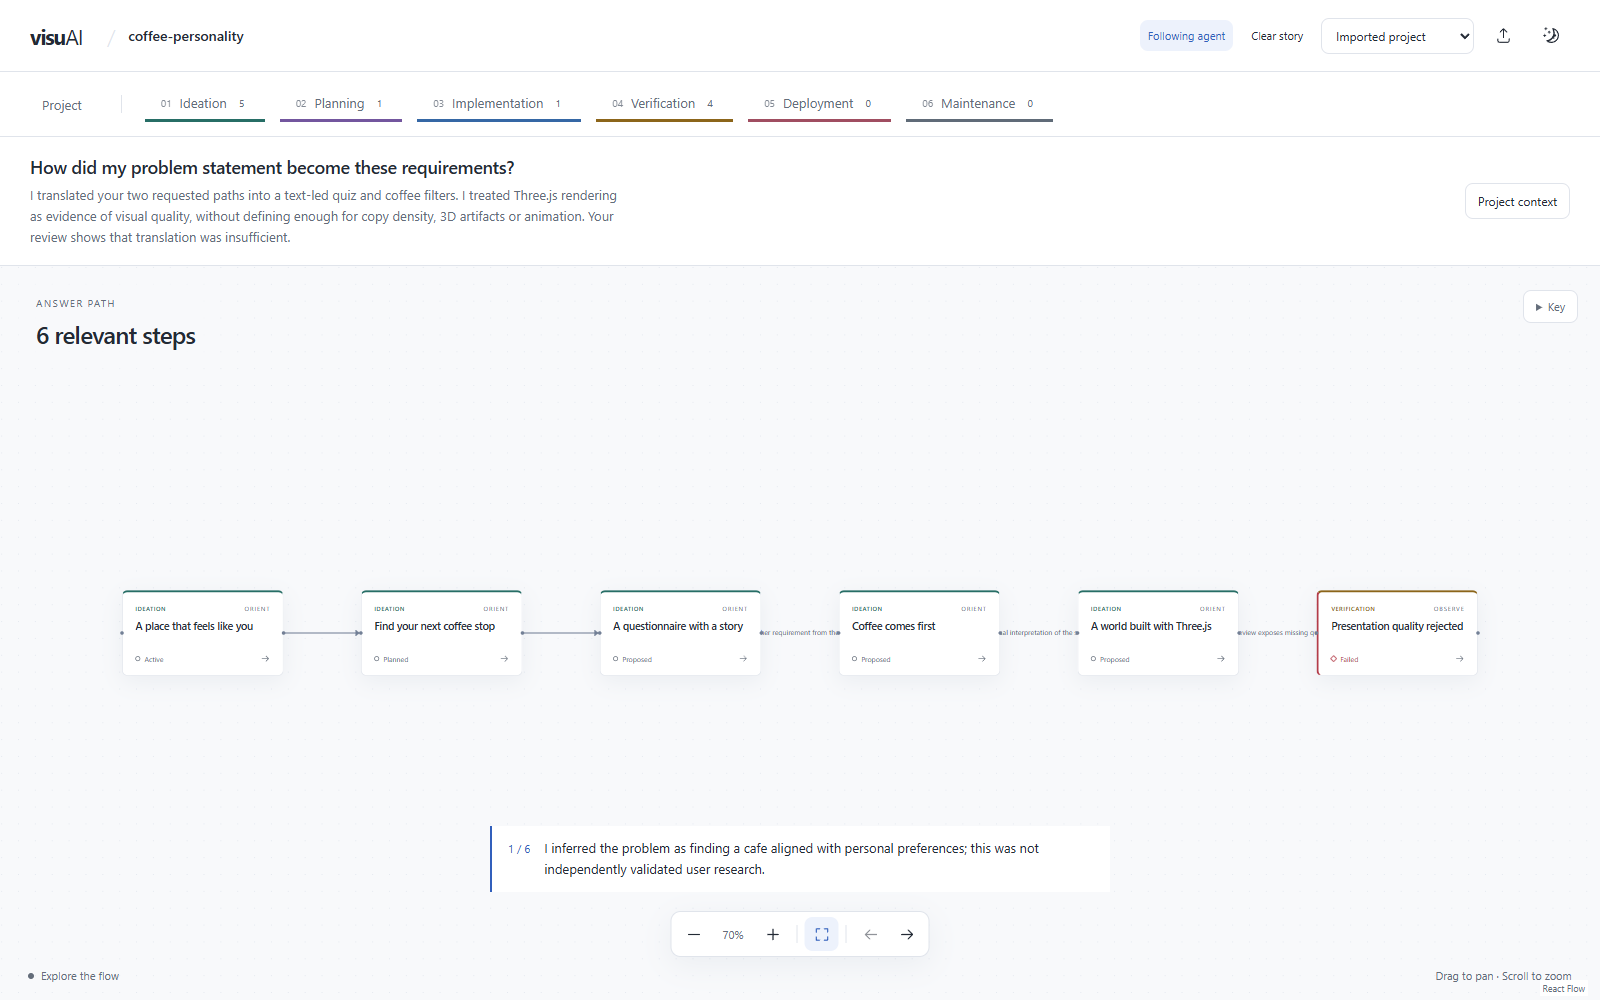 visuAI / coffee-personality
Following agent
Clear story
Imported project
Project
01 Ideation 5
02 Planning 1
03 Implementation 1
04 Verification 4
05 Deployment 0
06 Maintenance 0
How did my problem statement become these requirements?
I translated your two requested paths into a text-led quiz and coffee filters. I treated Three.js rendering
as evidence of visual quality, without defining enough for copy density, 3D artifacts or animation. Your
review shows that translation was insufficient.
Project context
ANSWER PATH
6 relevant steps
Key
IDEATION ORIENT
A place that feels like you
Active
IDEATION ORIENT
Find your next coffee stop
Planned
IDEATION ORIENT
A questionnaire with a story
Proposed
requirement from
IDEATION ORIENT
Coffee comes first
Proposed
interpretation of the
IDEATION ORIENT
A world built with Three.js
Proposed
exposes missing
VERIFICATION OBSERVE
Presentation quality rejected
Failed
1 / 6 I inferred the problem as finding a cafe aligned with personal preferences; this was not
independently validated user research.
70%
Explore the flow
Drag to pan · Scroll to zoom
React Flow